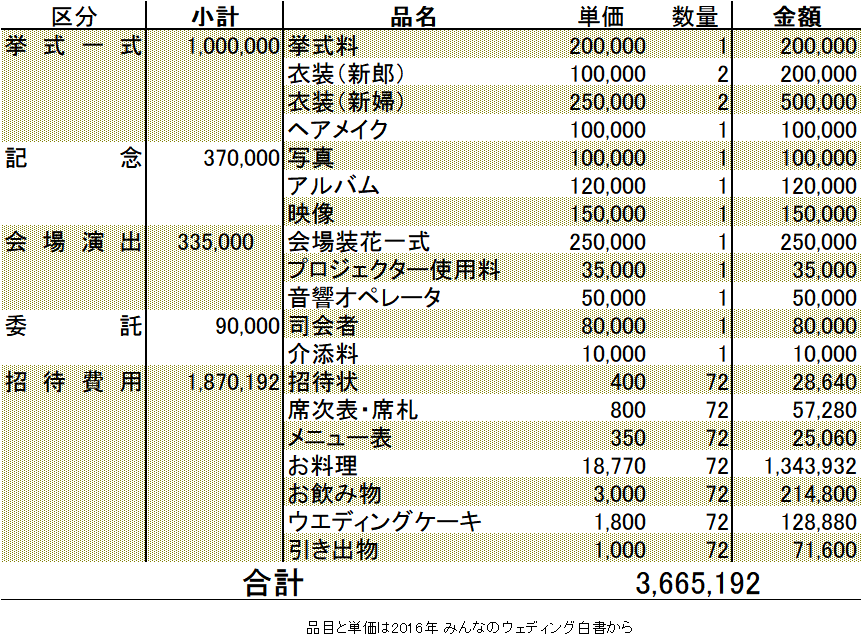 区分 小計 品名 単価 数量 金額
挙式一式 1,000,000 挙式料 200,000 1 200,000
衣装(新郎) 100,000 2 200,000
衣装(新婦) 250,000 2 500,000
ヘアメイク 100,000 1 100,000
記念 370,000 写真 100,000 1 100,000
アルバム 120,000 1 120,000
映像 150,000 1 150,000
会場演出 335,000 会場装花一式 250,000 1 250,000
プロジェクター使用料 35,000 1 35,000
音響オペレータ 50,000 1 50,000
委託 90,000 司会者 80,000 1 80,000
介添料 10,000 1 10,000
招待費用 1,870,192 招待状 400 72 28,640
席次表・席札 800 72 57,280
メニュー表 350 72 25,060
お料理 18,770 72 1,343,932
お飲み物 3,000 72 214,800
ウエディングケーキ 1,800 72 128,880
引き出物 1,000 72 71,600
合計 3,665,192
品目と単価は2016年 みんなのウェディング白書から